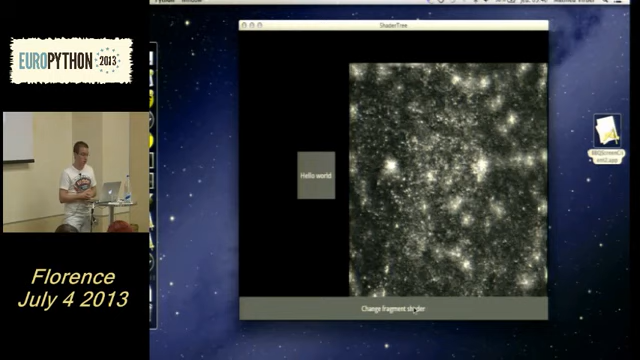 EUROPYTHON 2013
Florence
July 4 2013
ShaderTree
Hello world
Change fragment shader